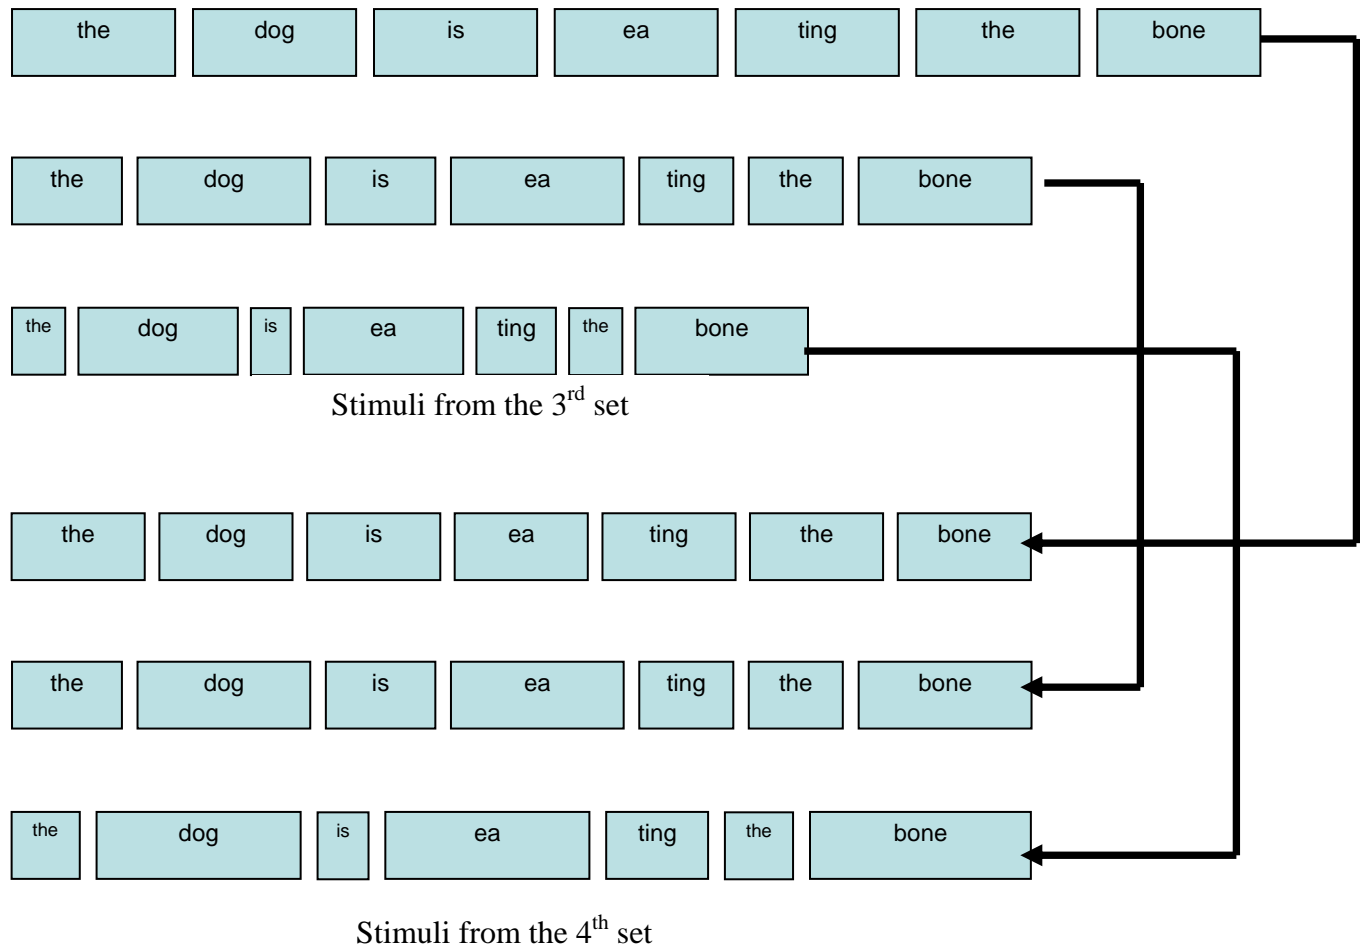 the dog is ea ting the bone
the dog is ea ting the bone
the dog is ea ting the bone
Stimuli from the 3rd set
the dog is ea ting the bone
the dog is ea ting the bone
the dog is ea ting the bone
Stimuli from the 4th set